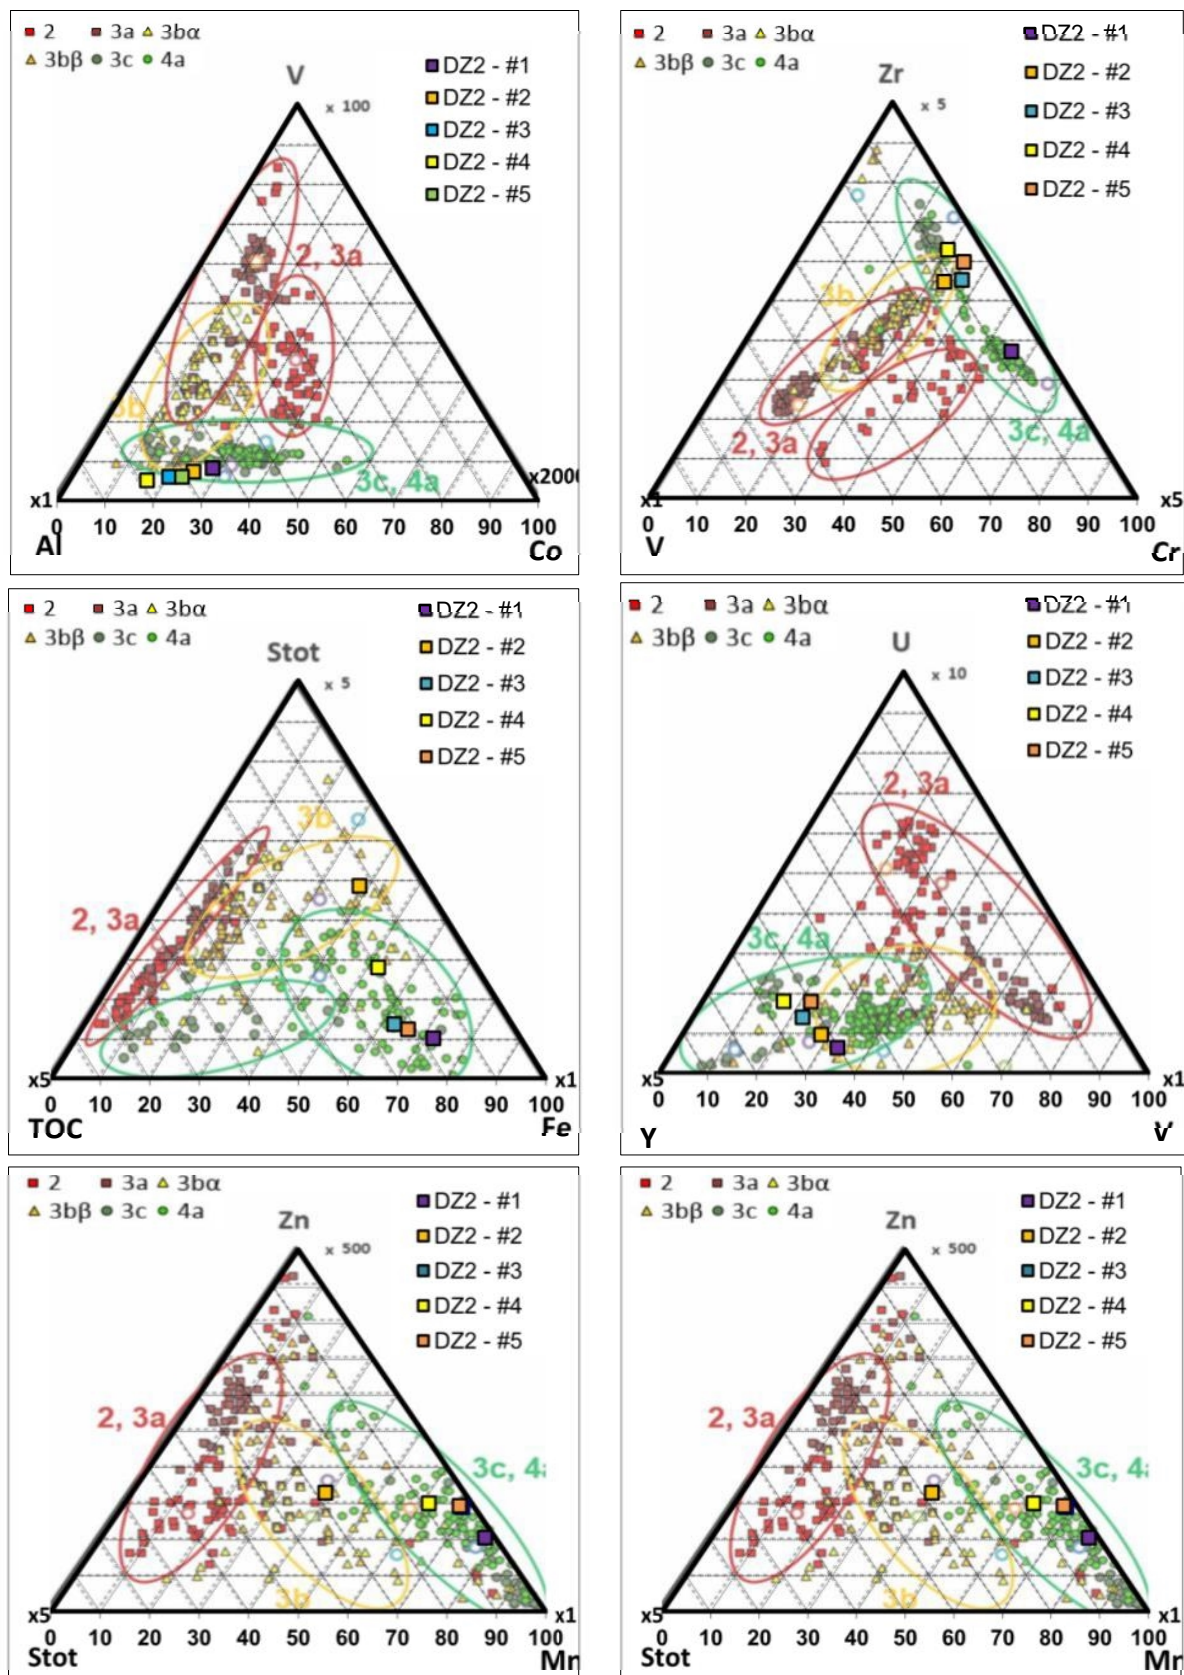 2 3a 3bα
3bβ 3c 4a
DZ2 - #1
DZ2 - #2
DZ2 - #3
DZ2 - #4
DZ2 - #5
V
x 100
2, 3a
3b
3c, 4a
x1
x200
0 10 20 30 40 50 60 70 80 90 100
Al
Co
2 3a 3bα
3bβ 3c 4a
DZ2 - #1
DZ2 - #2
DZ2 - #3
DZ2 - #4
DZ2 - #5
Zr
x 5
3b
2, 3a
3c, 4a
x1
x5
0 10 20 30 40 50 60 70 80 90 100
V
Cr
2 3a 3bα
3bβ 3c 4a
DZ2 - #1
DZ2 - #2
DZ2 - #3
DZ2 - #4
DZ2 - #5
Stot
x 5
3b
2, 3a
x5
x1
0 10 20 30 40 50 60 70 80 90 100
TOC
Fe
2 3a 3bα
3bβ 3c 4a
DZ2 - #1
DZ2 - #2
DZ2 - #3
DZ2 - #4
DZ2 - #5
U
x 10
2, 3a
3c, 4a
x5
x1
0 10 20 30 40 50 60 70 80 90 100
Y
V
2 3a 3bα
3bβ 3c 4a
DZ2 - #1
DZ2 - #2
DZ2 - #3
DZ2 - #4
DZ2 - #5
Zn
x 500
2, 3a
3c, 4
3b
x5
x1
0 10 20 30 40 50 60 70 80 90 100
Stot
Mn
2 3a 3bα
3bβ 3c 4a
DZ2 - #1
DZ2 - #2
DZ2 - #3
DZ2 - #4
DZ2 - #5
Zn
x 500
2, 3a
3c, 4
3b
x5
x1
0 10 20 30 40 50 60 70 80 90 100
Stot
Mn